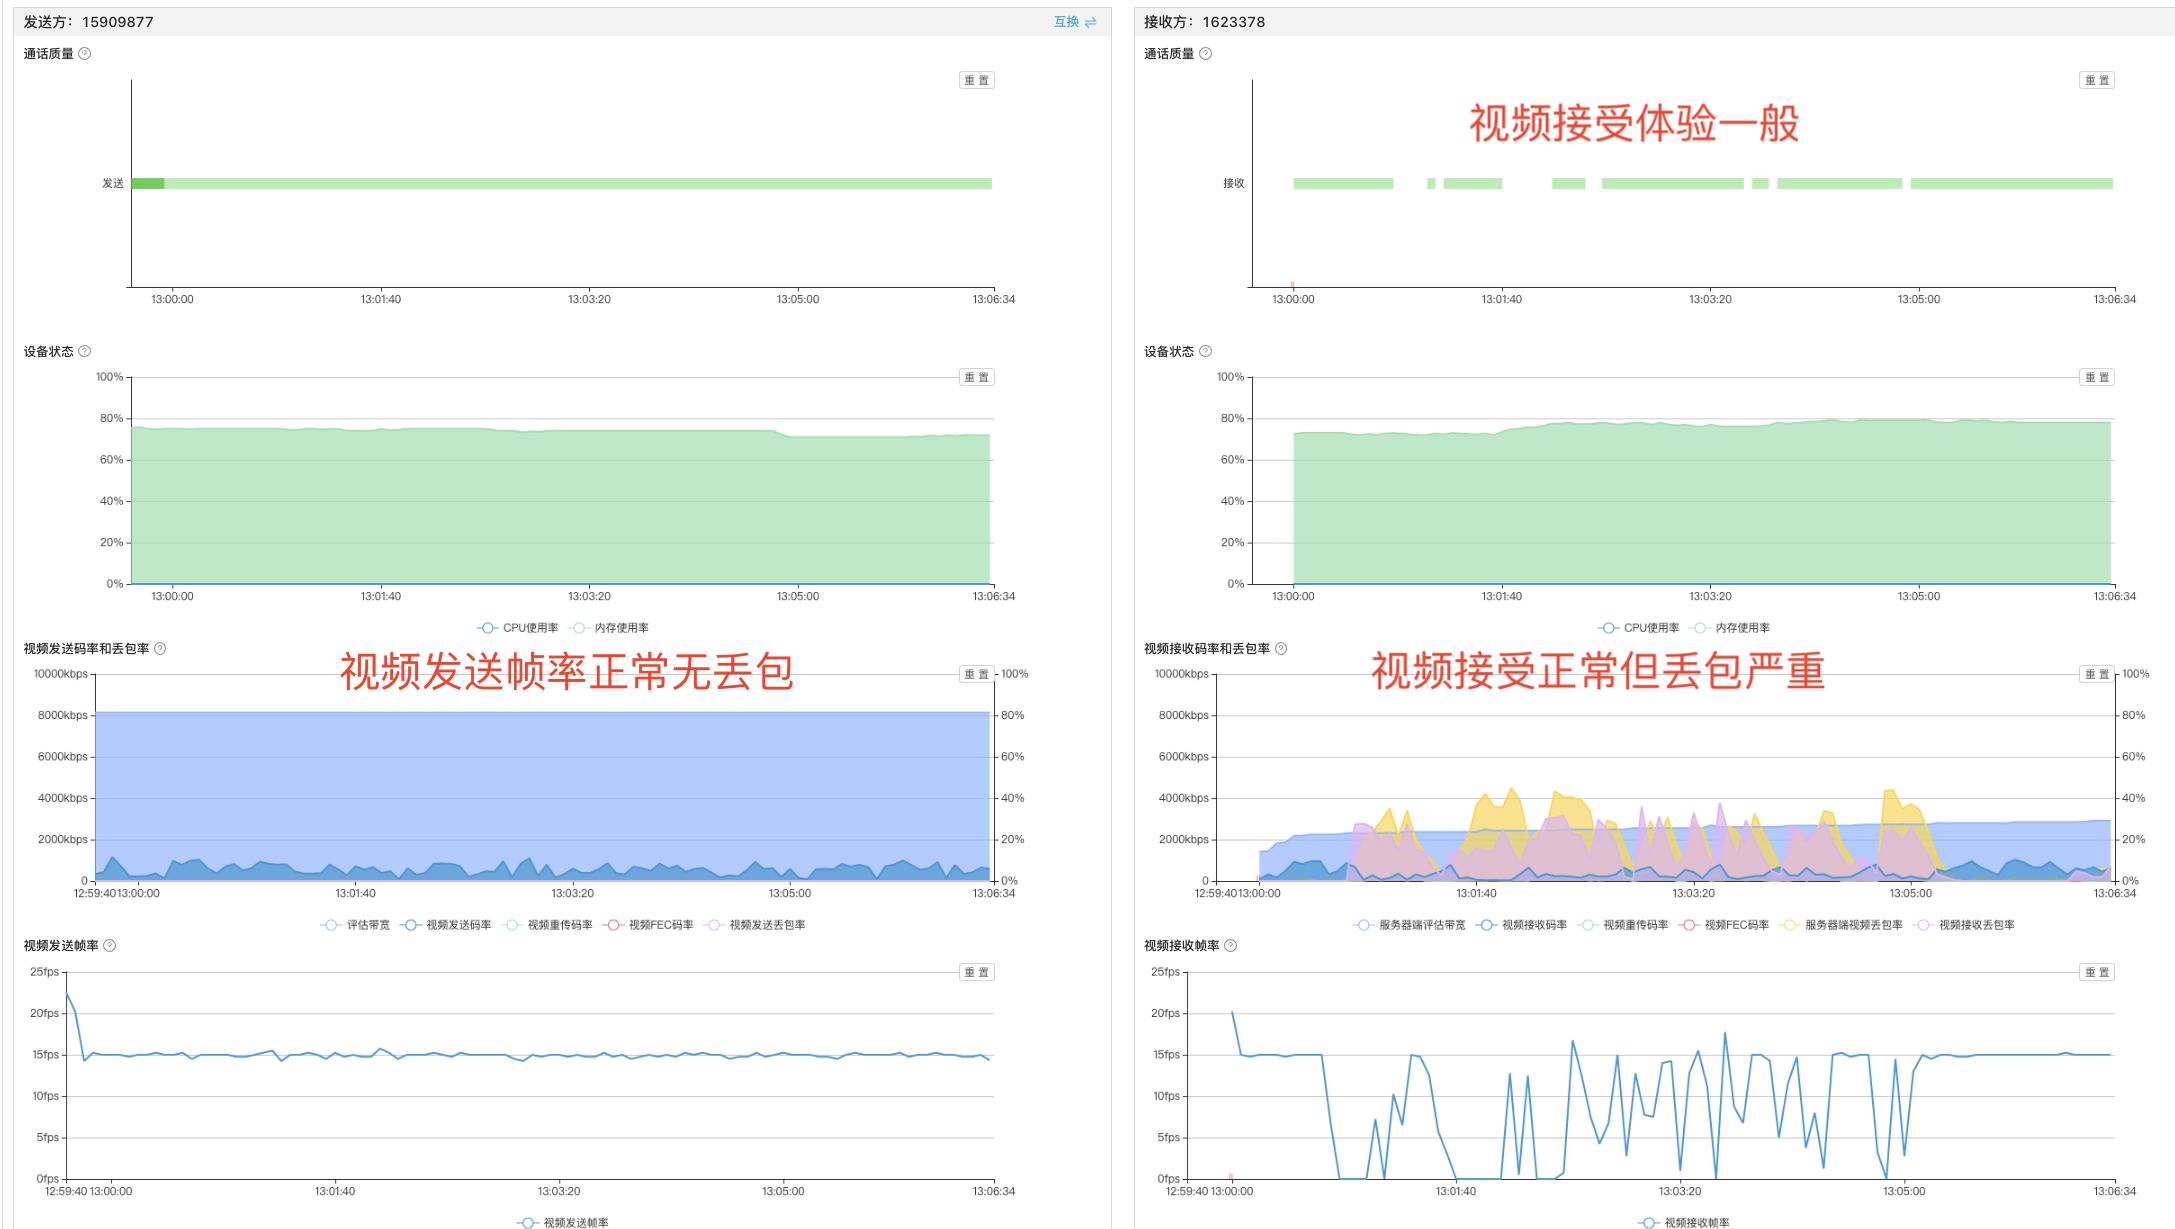 发送方：15909877
互换
通话质量
重 置
发送
13:00:00
13:01:40
13:03:20
13:05:00
13:06:34
设备状态
重 置
100%
80%
60%
40%
20%
0%
13:00:00
13:01:40
13:03:20
13:05:00
13:06:34
CPU使用率 内存使用率
视频发送码率和丢包率
视频发送帧率正常无丢包
重 置
10000kbps
100%
8000kbps
80%
6000kbps
60%
4000kbps
40%
2000kbps
20%
0
0%
12:59:40
13:00:00
13:01:40
13:03:20
13:05:00
13:06:34
评估带宽 视频发送码率 视频重传码率 视频FEC码率 视频发送丢包率
视频发送帧率
重 置
25fps
20fps
15fps
10fps
5fps
0fps
12:59:40
13:00:00
13:01:40
13:03:20
13:05:00
13:06:34
视频发送帧率
接收方：1623378
通话质量
重 置
视频接受体验一般
接收
13:00:00
13:01:40
13:03:20
13:05:00
13:06:34
设备状态
重 置
100%
80%
60%
40%
20%
0%
13:00:00
13:01:40
13:03:20
13:05:00
13:06:34
CPU使用率 内存使用率
视频接收码率和丢包率
视频接受正常但丢包严重
重 置
10000kbps
100%
8000kbps
80%
6000kbps
60%
4000kbps
40%
2000kbps
20%
0
0%
12:59:40
13:00:00
13:01:40
13:03:20
13:05:00
13:06:34
服务器端评估带宽 视频接收码率 视频重传码率 视频FEC码率 服务器端视频丢包率 视频接收丢包率
视频接收帧率
重 置
25fps
20fps
15fps
10fps
5fps
0fps
12:59:40
13:00:00
13:01:40
13:03:20
13:05:00
13:06:34
视频接收帧率